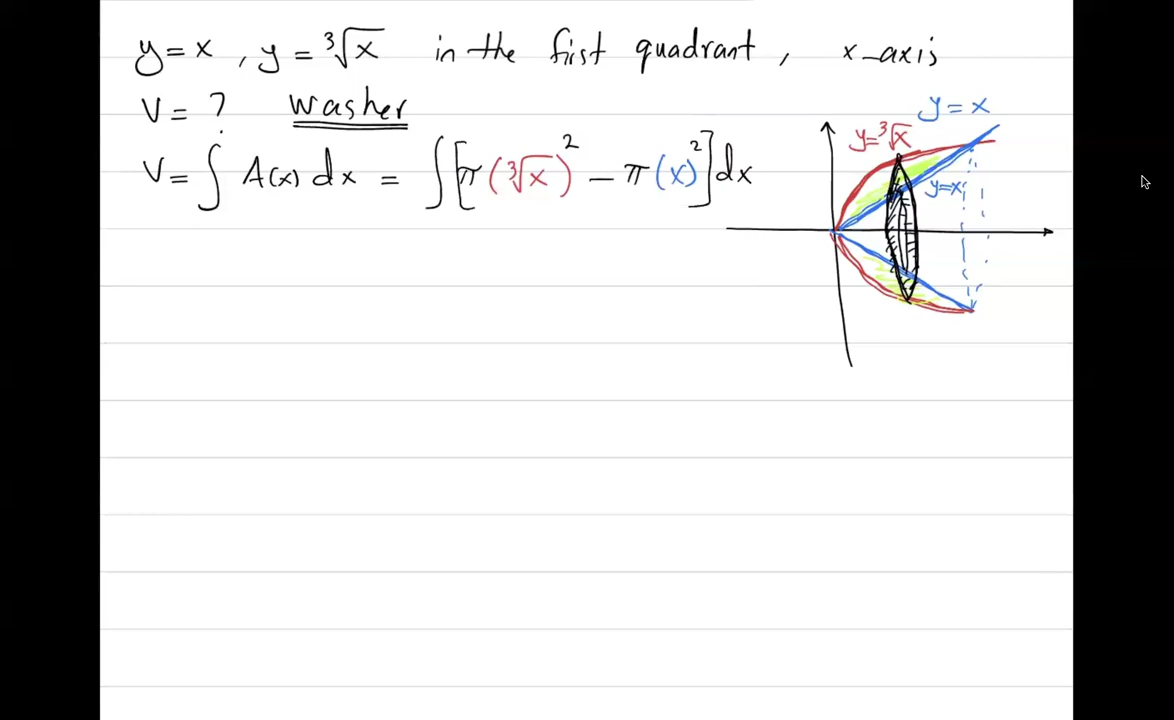 y = x , y = ∛x in the first quadrant , x-axis
V = ? washer
y = x
y = ∛x
V = ∫ A(x) dx = ∫ [π (∛x)² − π (x)²] dx
y=x